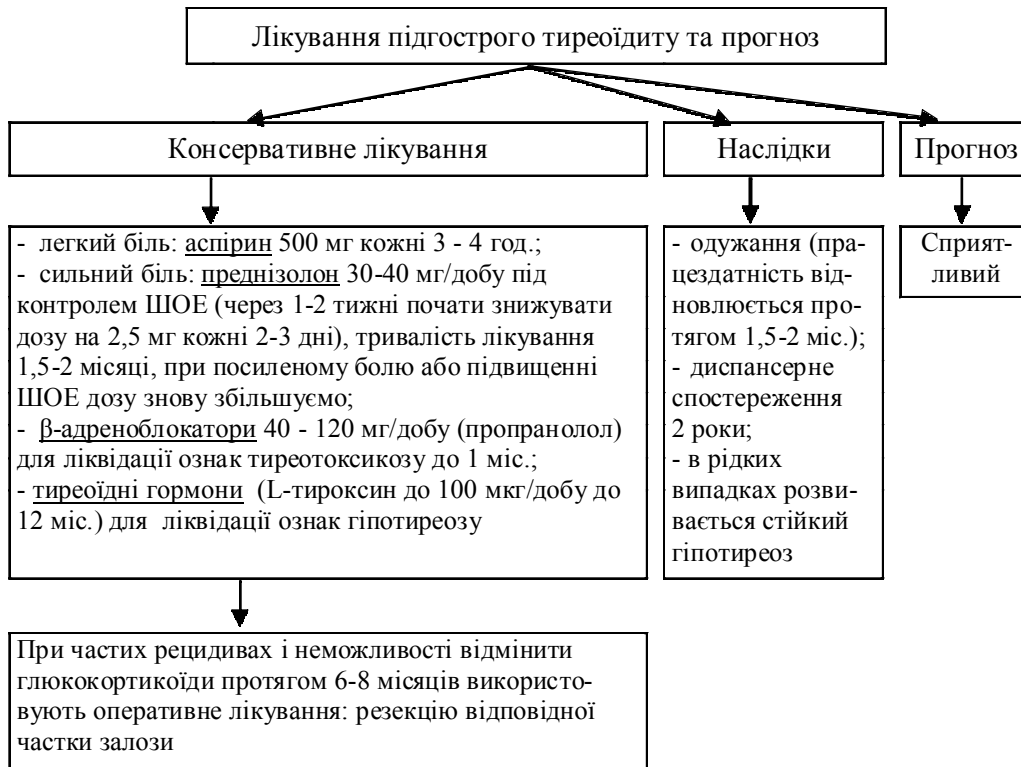 Лікування підгострого тиреоїдиту та прогноз
Консервативне лікування
Наслідки
Прогноз
- легкий біль: аспірин 500 мг кожні 3 - 4 год.;
- сильний біль: преднізолон 30-40 мг/добу під
контролем ШОЕ (через 1-2 тижні почати знижувати
дозу на 2,5 мг кожні 2-3 дні), тривалість лікування
1,5-2 місяці, при посиленому болю або підвищенні
ШОЕ дозу знову збільшуємо;
- β-адреноблокатори 40 - 120 мг/добу (пропранолол)
для ліквідації ознак тиреотоксикозу до 1 міс.;
- тиреоїдні гормони (L-тироксин до 100 мкг/добу до
12 міс.) для ліквідації ознак гіпотиреозу
- одужання (пра-
цездатність від-
новлюється про-
тягом 1,5-2 міс.);
- диспансерне
спостереження
2 роки;
- в рідких
випадках розви-
вається стійкий
гіпотиреоз
Сприят-
ливий
При частих рецидивах і неможливості відмінити
глюкокортикоїди протягом 6-8 місяців використо-
вують оперативне лікування: резекцію відповідної
частки залози